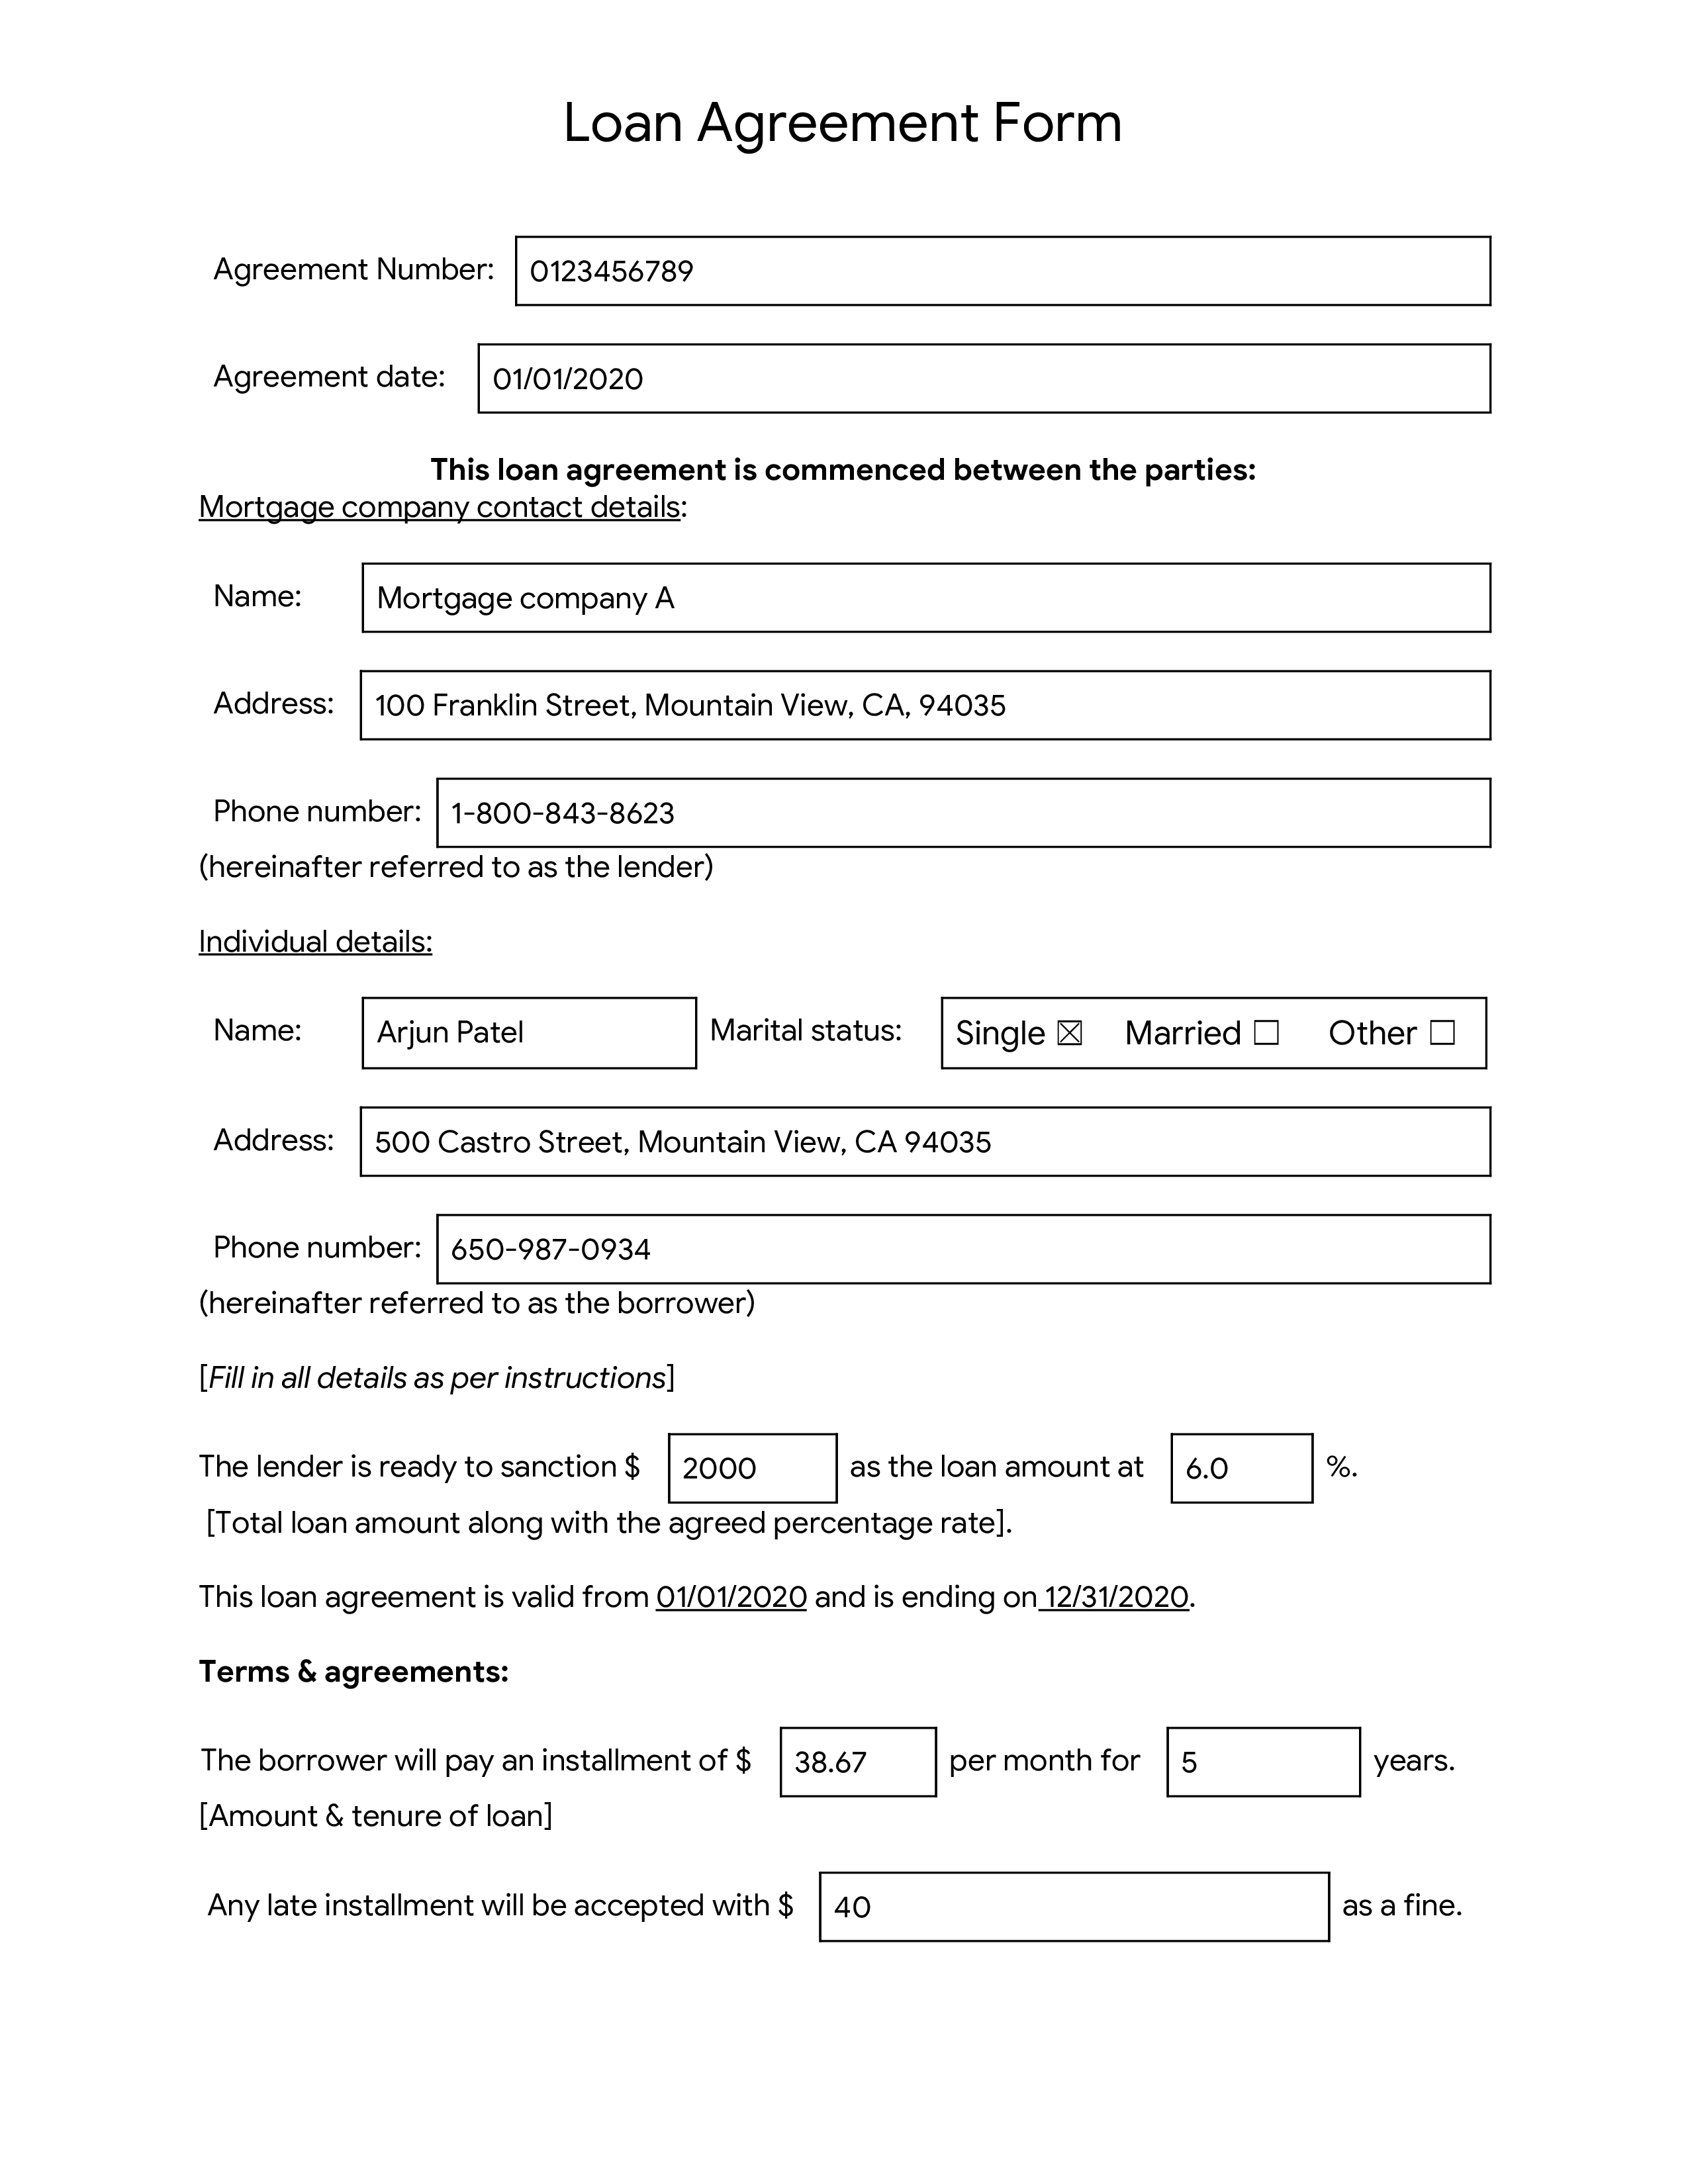 Loan Agreement Form
Agreement Number: 0123456789
Agreement date: 01/01/2020
This loan agreement is commenced between the parties:
Mortgage company contact details:
Name: Mortgage company A
Address: 100 Franklin Street, Mountain View, CA, 94035
Phone number: 1-800-843-8623
(hereinafter referred to as the lender)
Individual details:
Name: Arjun Patel Marital status: Single ☒ Married ☐ Other ☐
Address: 500 Castro Street, Mountain View, CA 94035
Phone number: 650-987-0934
(hereinafter referred to as the borrower)
[Fill in all details as per instructions]
The lender is ready to sanction $ 2000 as the loan amount at 6.0 %.
[Total loan amount along with the agreed percentage rate].
This loan agreement is valid from 01/01/2020 and is ending on 12/31/2020.
Terms & agreements:
The borrower will pay an installment of $ 38.67 per month for 5 years.
[Amount & tenure of loan]
Any late installment will be accepted with $ 40 as a fine.